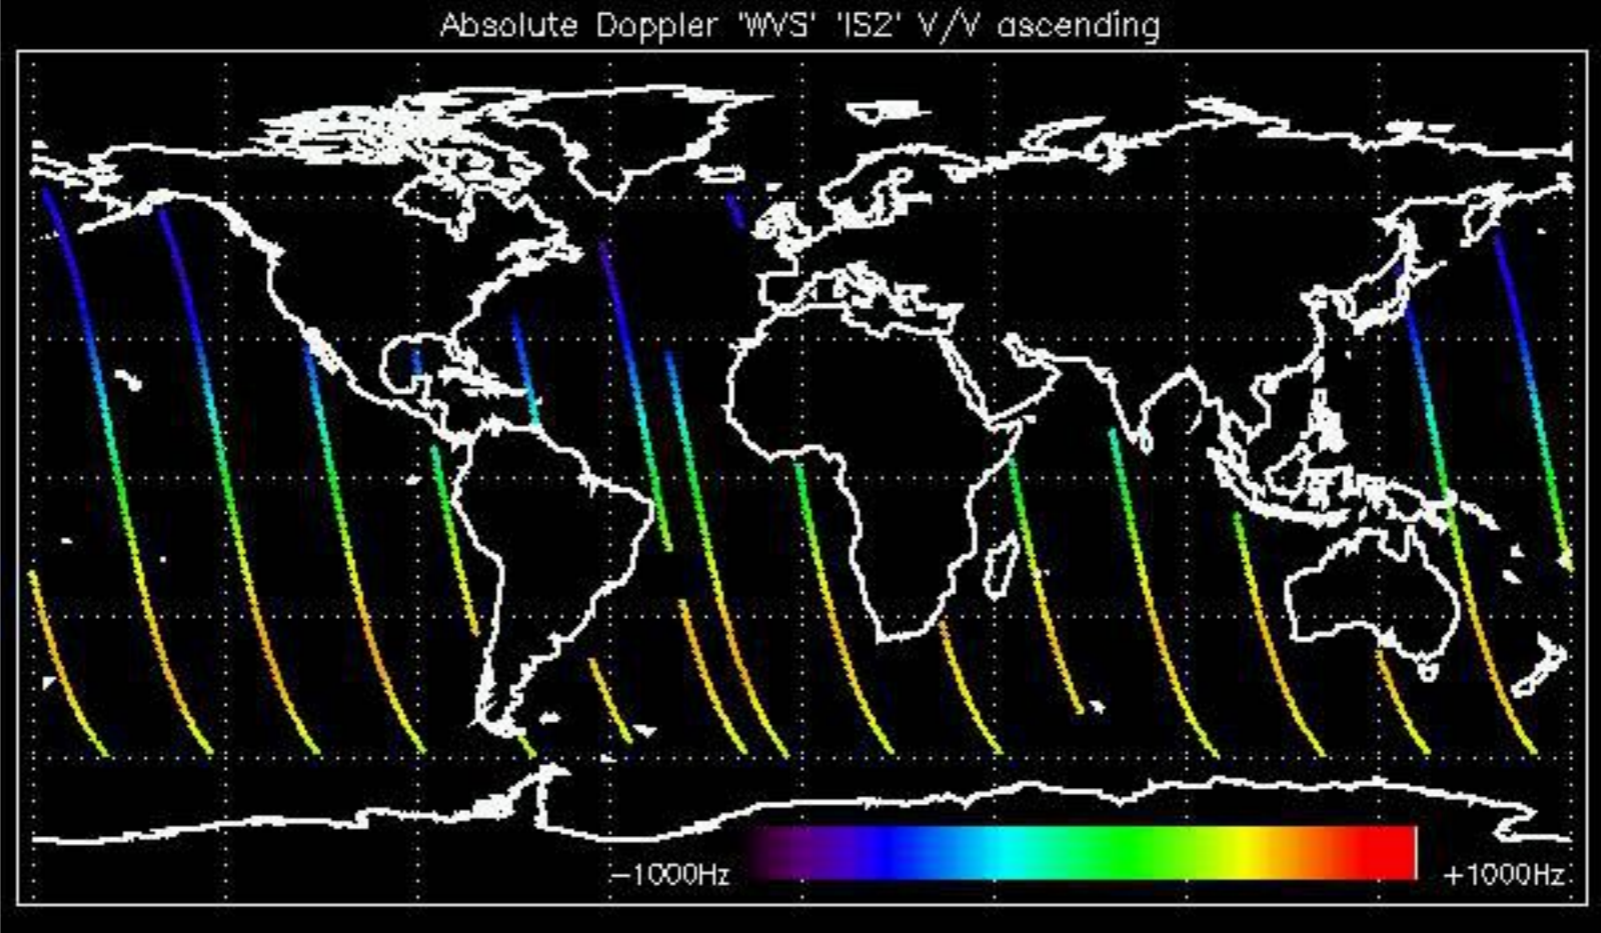 Absolute Doppler 'WVS' 'IS2' V/V ascending
−1000Hz +1000Hz